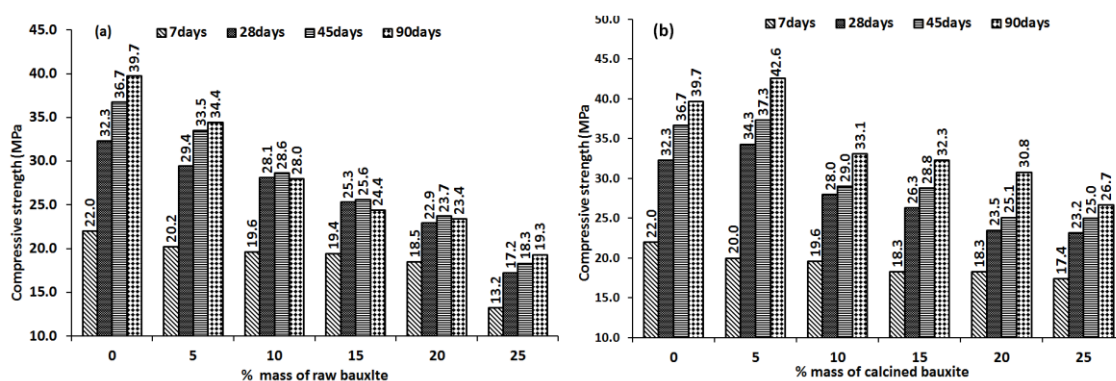 (a)
7days 28days 45days 90days
Compressive strength (MPa
45.0
40.0
35.0
30.0
25.0
20.0
15.0
10.0
22.0 32.3 36.7 39.7
20.2 29.4 33.5 34.4
19.6 28.1 28.6 28.0
19.4 25.3 25.6 24.4
18.5 22.9 23.7 23.4
13.2 17.2 18.3 19.3
0 5 10 15 20 25
% mass of raw bauxIte
(b)
7days 28days 45days 90days
Compressive strength (MPa
50.0
45.0
40.0
35.0
30.0
25.0
20.0
15.0
10.0
22.0 32.3 36.7 39.7
20.0 34.3 37.3 42.6
19.6 28.0 29.0 33.1
18.3 26.3 28.8 32.3
18.3 23.5 25.1 30.8
17.4 23.2 25.0 26.7
0 5 10 15 20 25
% mass of calcined bauxite